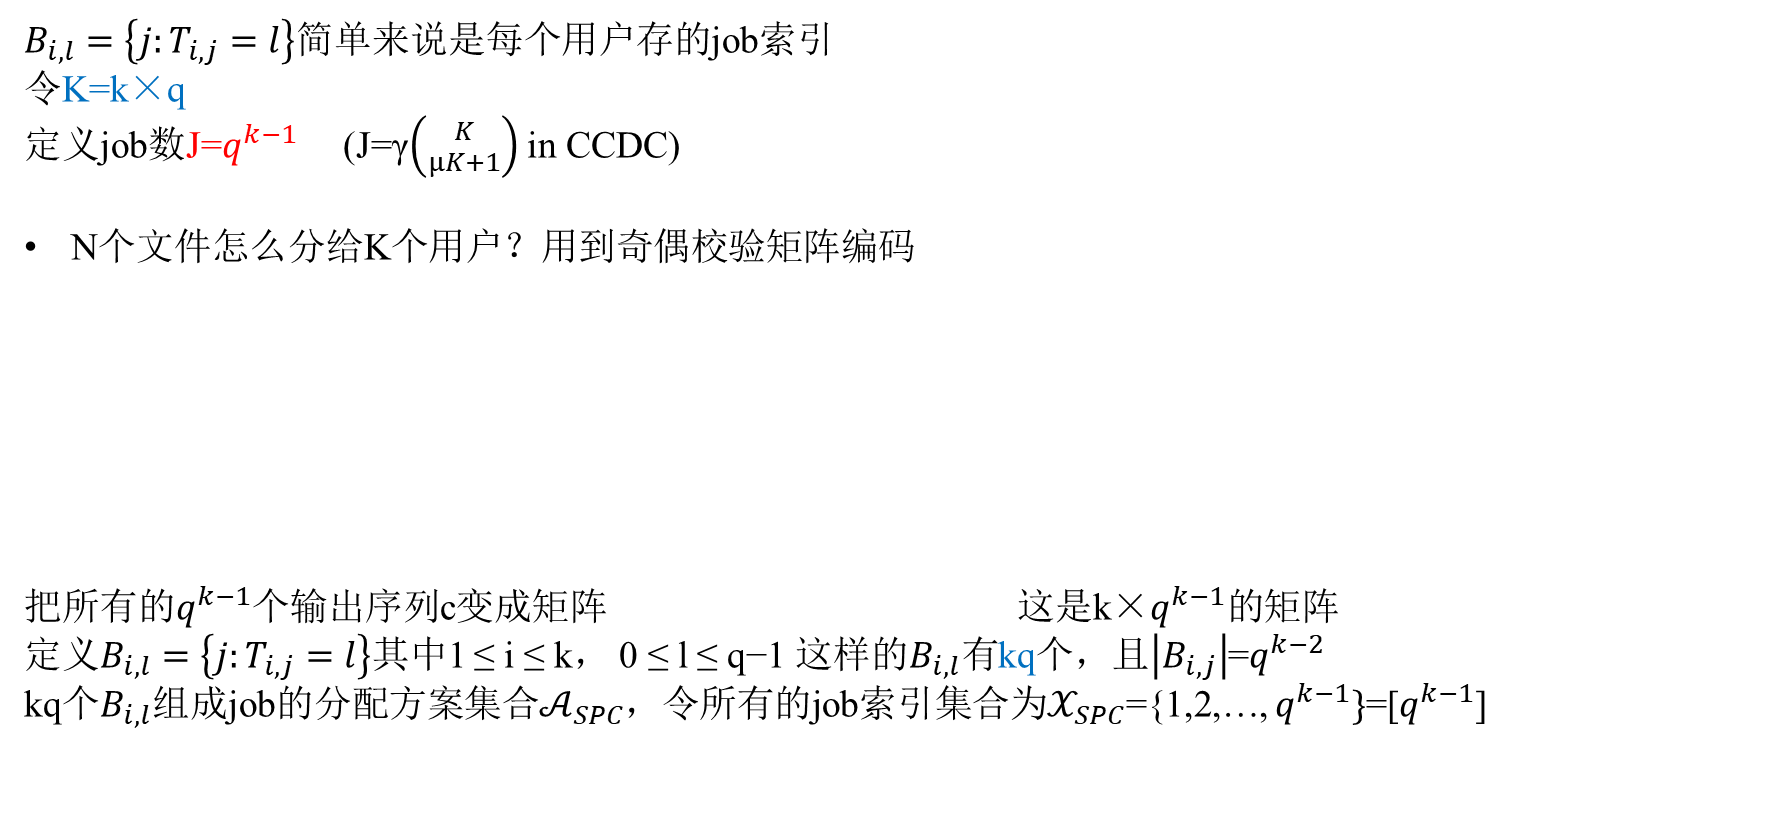 B_{i,l} = {j: T_{i,j} = l}简单来说是每个用户存的job索引
令K=k×q
定义job数J=q^{k−1} (J=γ\binom{K}{μK+1} in CCDC)
• N个文件怎么分给K个用户？用到奇偶校验矩阵编码
把所有的q^{k−1}个输出序列c变成矩阵 这是k×q^{k−1}的矩阵
定义B_{i,l} = {j: T_{i,j} = l}其中1 ≤ i ≤ k， 0 ≤ l ≤ q−1 这样的B_{i,l}有kq个，且|B_{i,j}|=q^{k−2}
kq个B_{i,l}组成job的分配方案集合𝒜_{SPC}，令所有的job索引集合为𝒳_{SPC}={1,2,…, q^{k−1}}=[q^{k−1}]